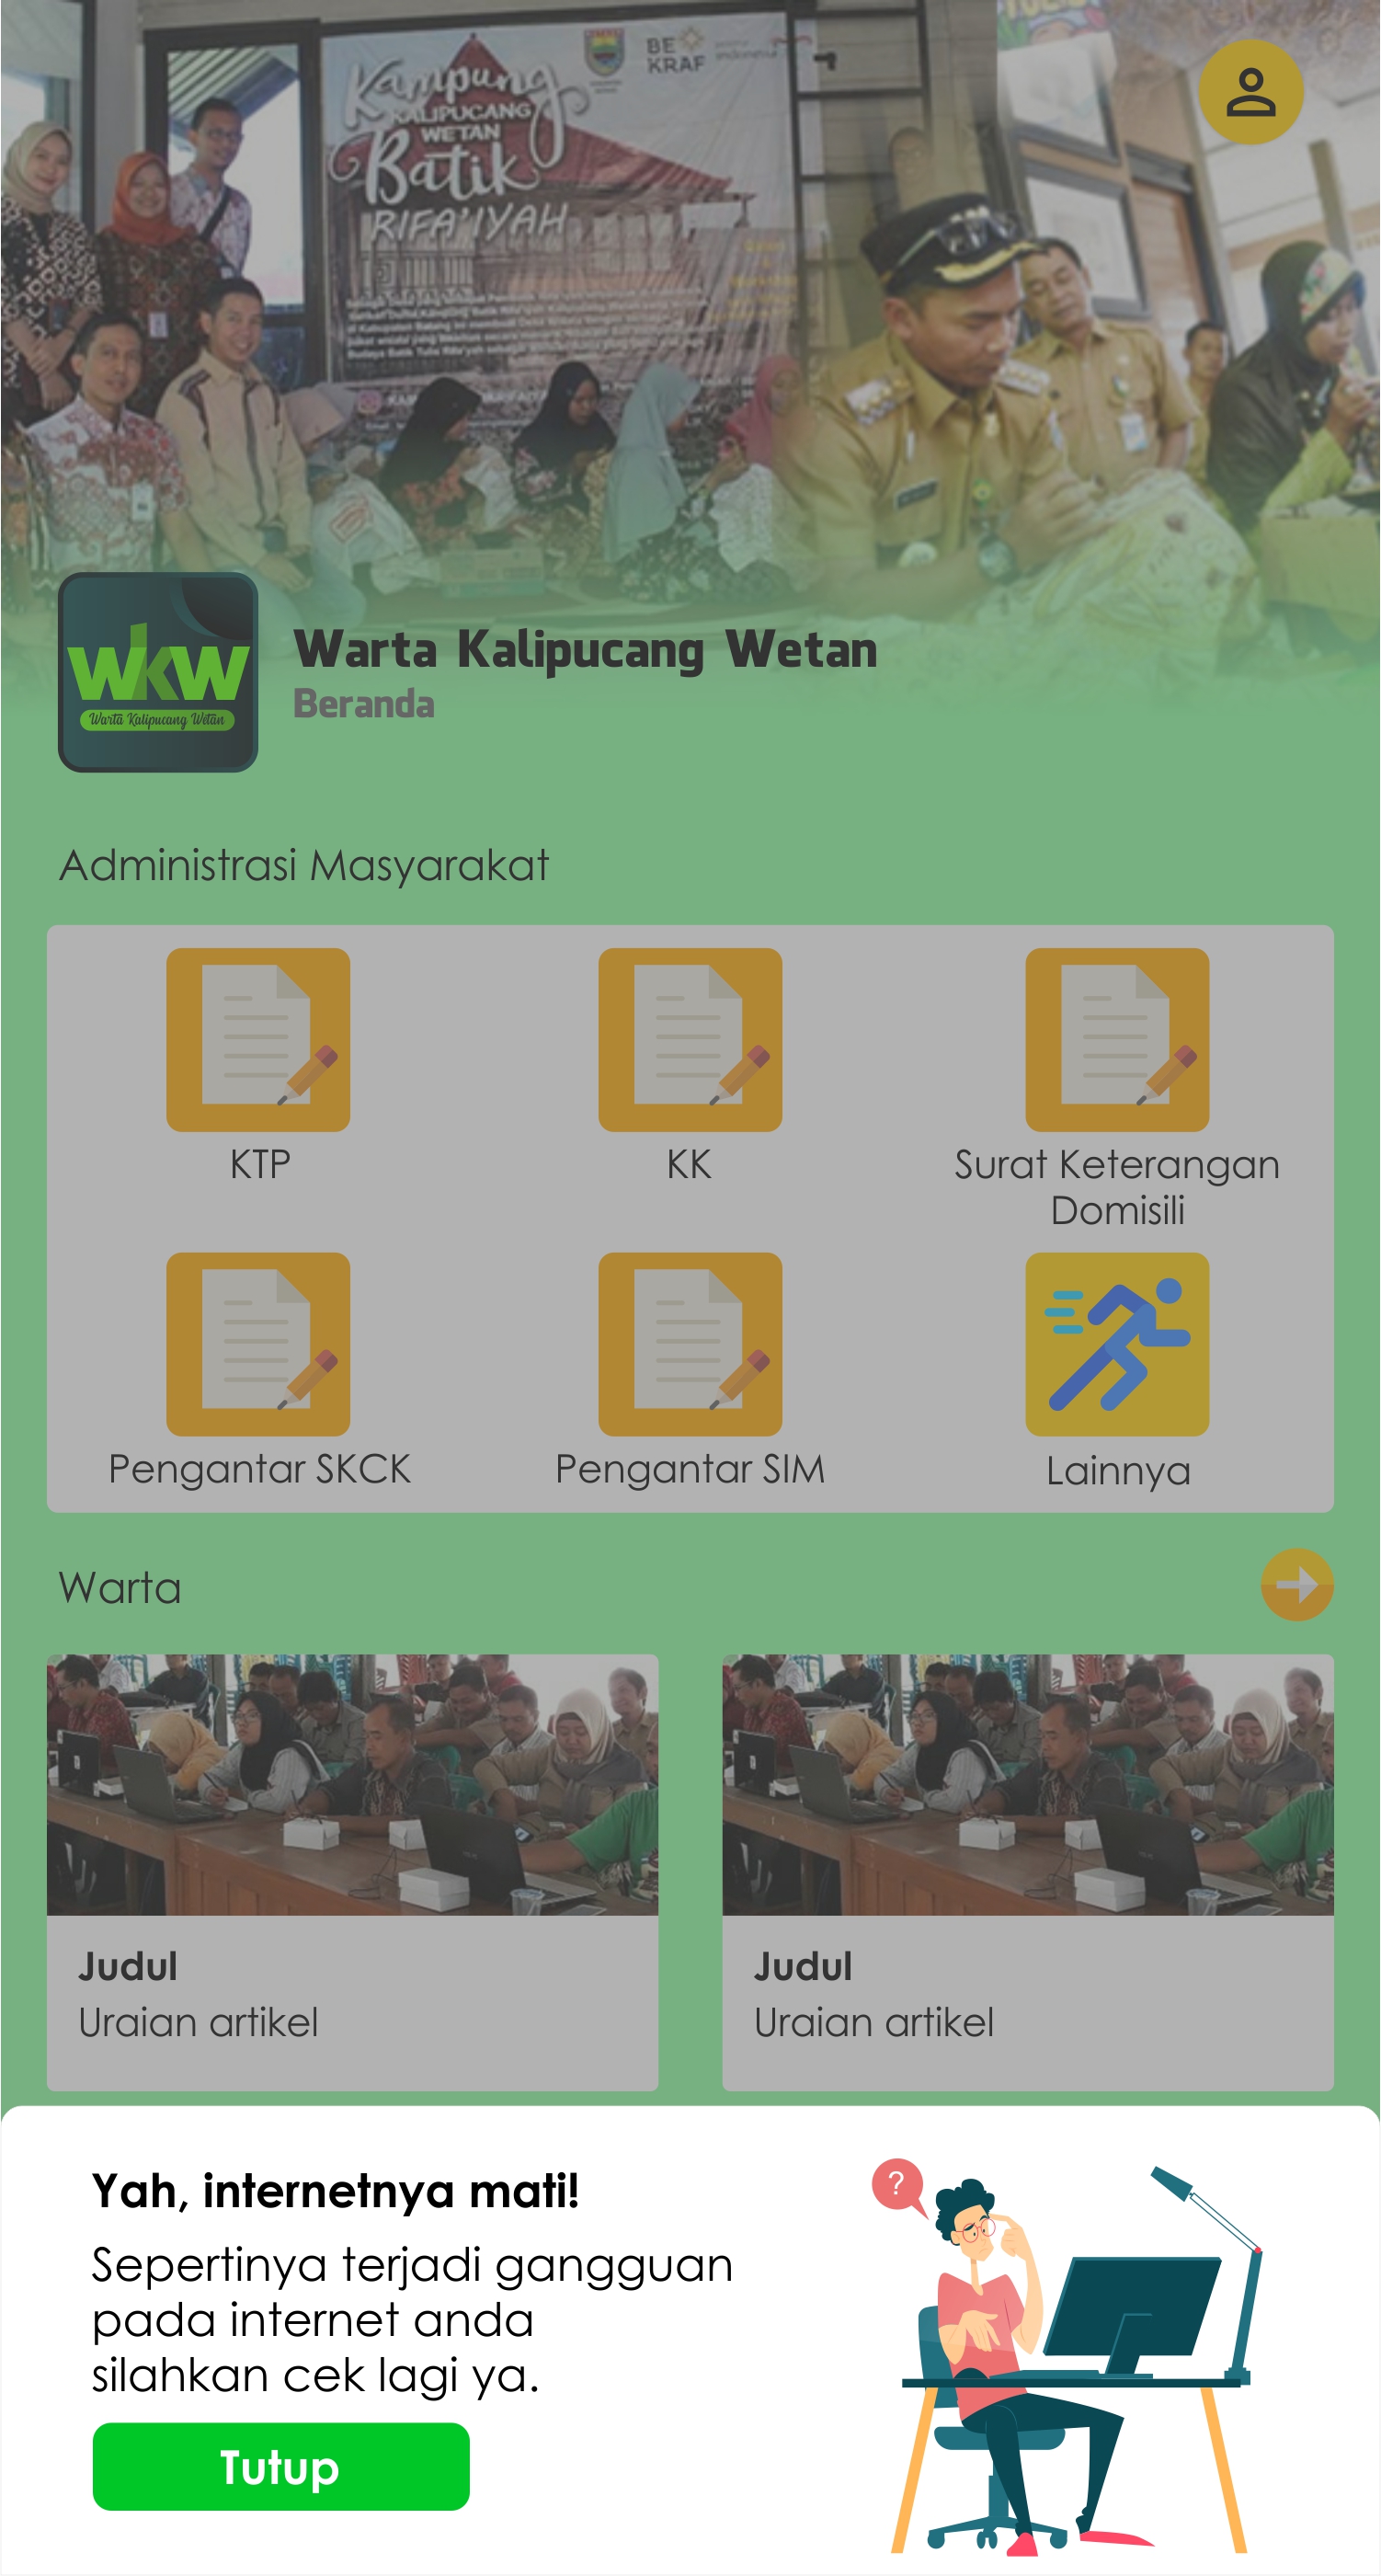 Kampung
KALIPUCANG
WETAN
Batik
RIFA'IYAH
BE
KRAF
indonesia
WKW
Warta Kalipucang Wetan
Warta Kalipucang Wetan
Beranda
Administrasi Masyarakat
KTP
KK
Surat Keterangan
Domisili
Pengantar SKCK
Pengantar SIM
Lainnya
Warta
Judul
Uraian artikel
Judul
Uraian artikel
Yah, internetnya mati!
?
Sepertinya terjadi gangguan
pada internet anda
silahkan cek lagi ya.
Tutup